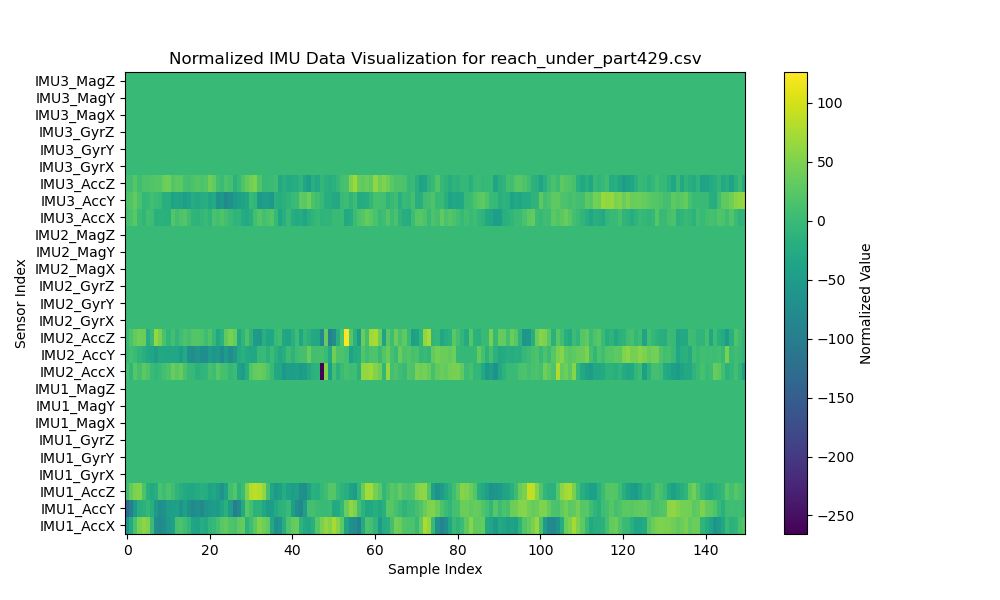 Normalized IMU Data Visualization for reach_under_part429.csv
IMU3_MagZ
IMU3_MagY
IMU3_MagX
IMU3_GyrZ
IMU3_GyrY
IMU3_GyrX
IMU3_AccZ
IMU3_AccY
IMU3_AccX
IMU2_MagZ
IMU2_MagY
IMU2_MagX
IMU2_GyrZ
IMU2_GyrY
IMU2_GyrX
IMU2_AccZ
IMU2_AccY
IMU2_AccX
IMU1_MagZ
IMU1_MagY
IMU1_MagX
IMU1_GyrZ
IMU1_GyrY
IMU1_GyrX
IMU1_AccZ
IMU1_AccY
IMU1_AccX
Sensor Index
0 20 40 60 80 100 120 140
Sample Index
100
50
0
−50
−100
−150
−200
−250
Normalized Value